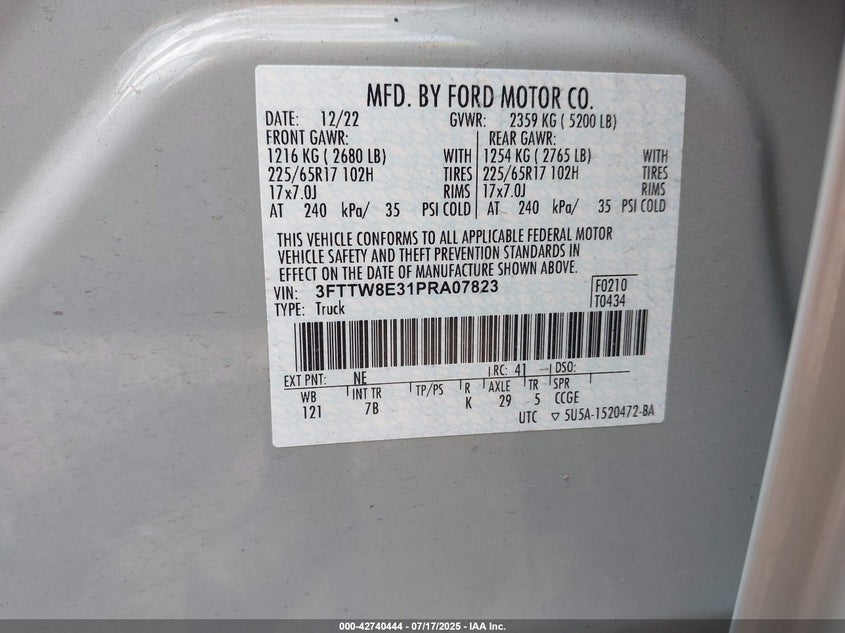 MFD. BY FORD MOTOR CO.
DATE: 12/22 GVWR: 2359 KG ( 5200 LB)
FRONT GAWR: REAR GAWR:
1216 KG ( 2680 LB) WITH 1254 KG ( 2765 LB) WITH
225/65R17 102H TIRES 225/65R17 102H TIRES
17x7.0J RIMS 17x7.0J RIMS
AT 240 kPa/ 35 PSI COLD AT 240 kPa/ 35 PSI COLD
THIS VEHICLE CONFORMS TO ALL APPLICABLE FEDERAL MOTOR
VEHICLE SAFETY AND THEFT PREVENTION STANDARDS IN
EFFECT ON THE DATE OF MANUFACTURE SHOWN ABOVE.
VIN: 3FTTW8E31PRA07823 F0210
TYPE: Truck T0434
EXT PNT: NE RC: 41 DSO:
WB INT TR TP/PS R AXLE TR SPR
121 7B K 29 5 CCGE
UTC ▽ 5U5A-1520472-BA
000-42740444 - 07/17/2025 - IAA Inc.